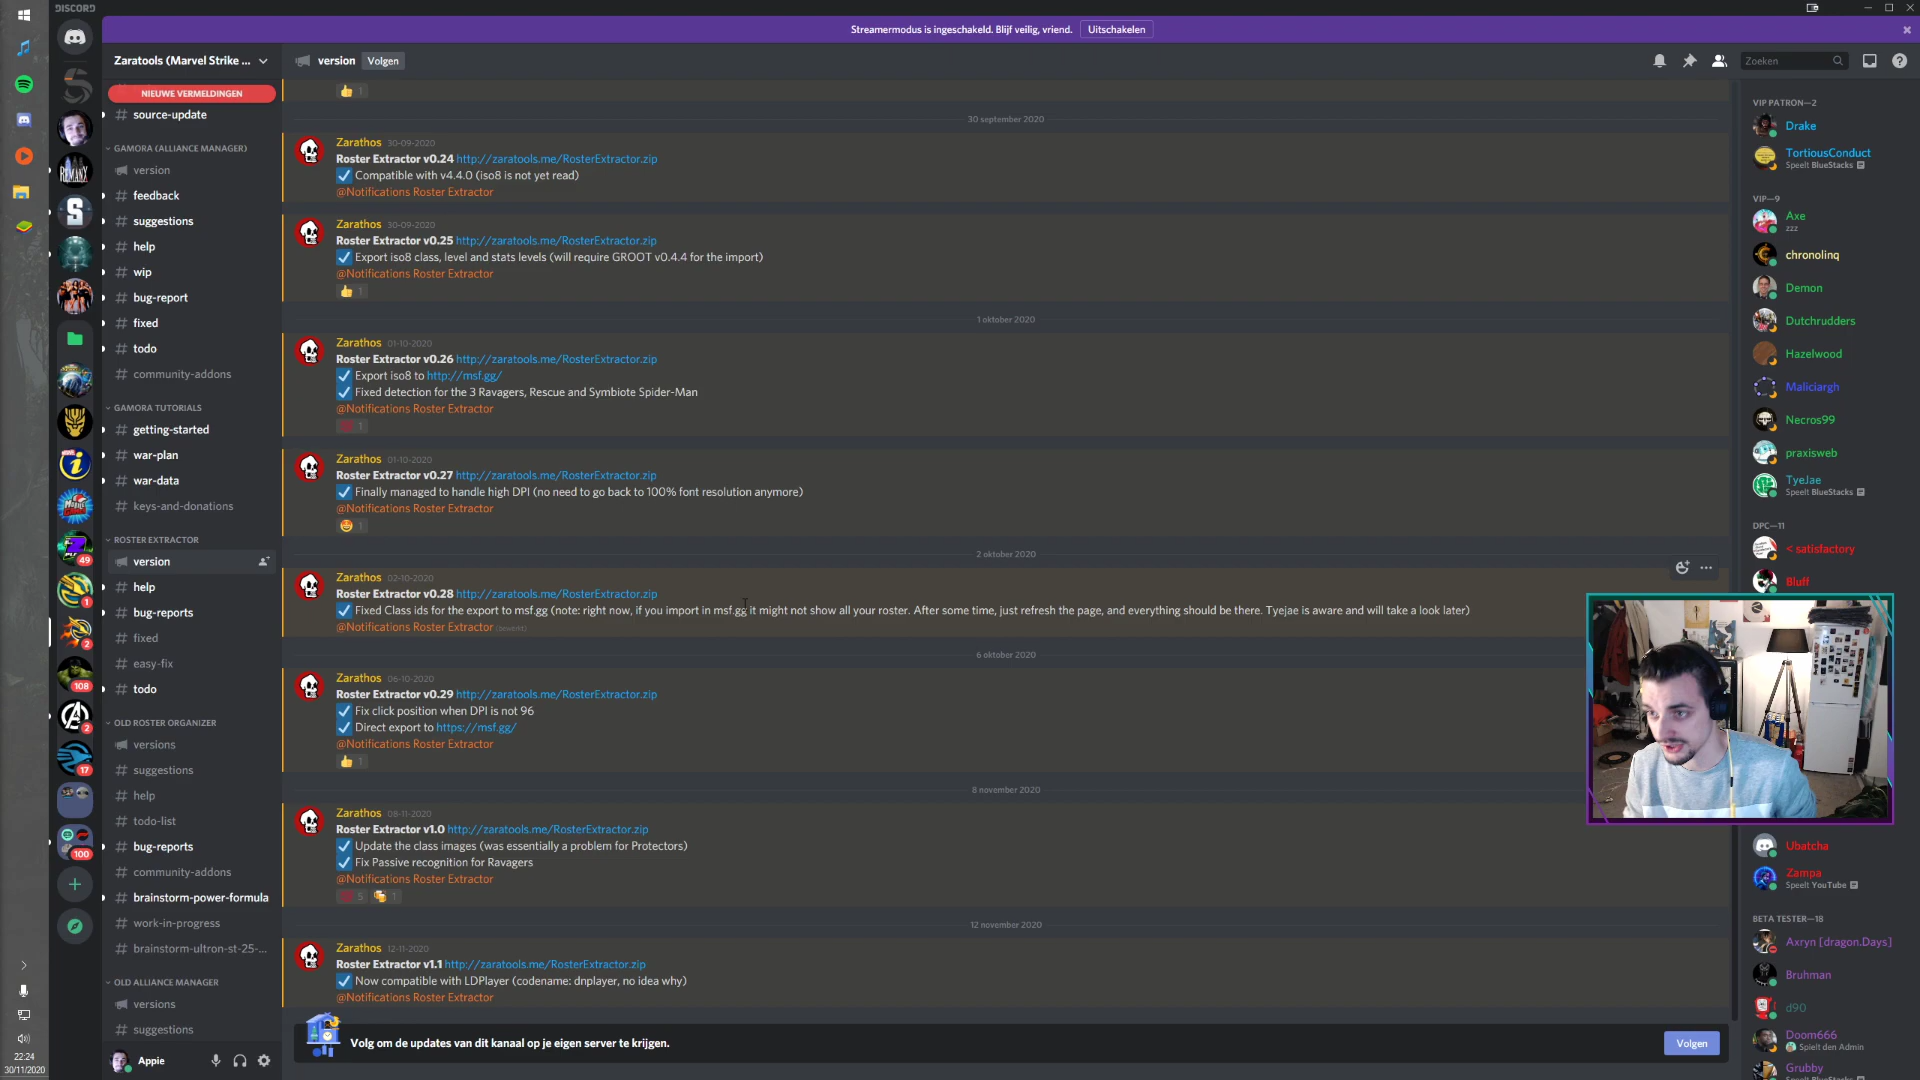 DISCORD
Streamermodus is ingeschakeld. Blijf veilig, vriend. Uitschakelen
Zaratools (Marvel Strike ...
version Volgen
Zoeken
NIEUWE VERMELDINGEN
source-update
GAMORA (ALLIANCE MANAGER)
version
feedback
suggestions
help
wip
bug-report
fixed
todo
community-addons
GAMORA TUTORIALS
getting-started
war-plan
war-data
keys-and-donations
ROSTER EXTRACTOR
version
help
bug-reports
fixed
easy-fix
todo
OLD ROSTER ORGANIZER
versions
suggestions
help
todo-list
bug-reports
community-addons
brainstorm-power-formula
work-in-progress
brainstorm-ultron-st-25-...
OLD ALLIANCE MANAGER
versions
suggestions
Appie
49
1
2
108
2
17
100
22:24
30/11/2020
1
30 september 2020
Zarathos 30-09-2020
Roster Extractor v0.24 http://zaratools.me/RosterExtractor.zip
Compatible with v4.4.0 (iso8 is not yet read)
@Notifications Roster Extractor
Zarathos 30-09-2020
Roster Extractor v0.25 http://zaratools.me/RosterExtractor.zip
Export iso8 class, level and stats levels (will require GROOT v0.4.4 for the import)
@Notifications Roster Extractor
1
1 oktober 2020
Zarathos 01-10-2020
Roster Extractor v0.26 http://zaratools.me/RosterExtractor.zip
Export iso8 to http://msf.gg/
Fixed detection for the 3 Ravagers, Rescue and Symbiote Spider-Man
@Notifications Roster Extractor
1
Zarathos 01-10-2020
Roster Extractor v0.27 http://zaratools.me/RosterExtractor.zip
Finally managed to handle high DPI (no need to go back to 100% font resolution anymore)
@Notifications Roster Extractor
1
2 oktober 2020
Zarathos 02-10-2020
Roster Extractor v0.28 http://zaratools.me/RosterExtractor.zip
Fixed Class ids for the export to msf.gg (note: right now, if you import in msf.gg it might not show all your roster. After some time, just refresh the page, and everything should be there. Tyejae is aware and will take a look later)
@Notifications Roster Extractor (bewerkt)
6 oktober 2020
Zarathos 06-10-2020
Roster Extractor v0.29 http://zaratools.me/RosterExtractor.zip
Fix click position when DPI is not 96
Direct export to https://msf.gg/
@Notifications Roster Extractor
1
8 november 2020
Zarathos 08-11-2020
Roster Extractor v1.0 http://zaratools.me/RosterExtractor.zip
Update the class images (was essentially a problem for Protectors)
Fix Passive recognition for Ravagers
@Notifications Roster Extractor
5 1
12 november 2020
Zarathos 12-11-2020
Roster Extractor v1.1 http://zaratools.me/RosterExtractor.zip
Now compatible with LDPlayer (codename: dnplayer, no idea why)
@Notifications Roster Extractor
Volg om de updates van dit kanaal op je eigen server te krijgen.
Volgen
VIP PATRON—2
Drake
TortiousConduct
Speelt BlueStacks
VIP—9
Axe
zzz
chronolinq
Demon
Dutchrudders
Hazelwood
Maliciargh
Necros99
praxisweb
TyeJae
Speelt BlueStacks
DPC—11
< satisfactory
Bluff
Ubatcha
Zampa
Speelt YouTube
BETA TESTER—18
Axryn [dragon.Days]
Bruhman
d90
Doom666
Spielt den Admin
Grubby